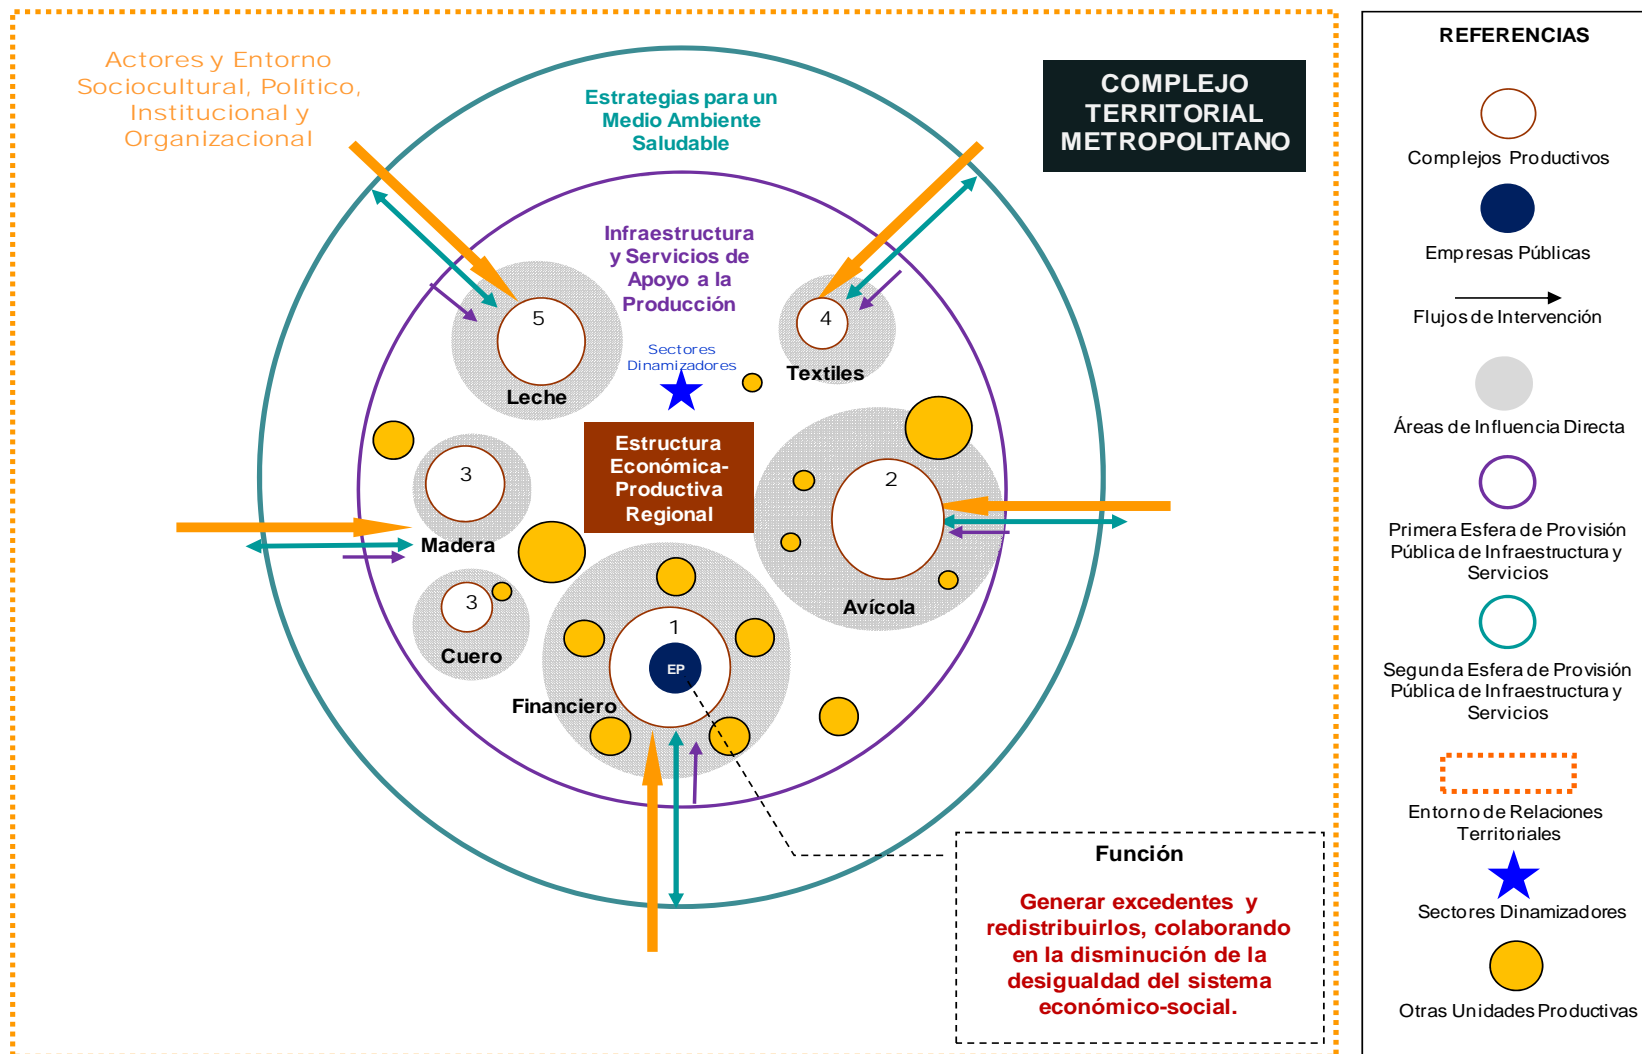 Actores y Entorno
Sociocultural, Político,
Institucional y
Organizacional
Estrategias para un
Medio Ambiente
Saludable
COMPLEJO
TERRITORIAL
METROPOLITANO
Infraestructura
y Servicios de
Apoyo a la
Producción
5
Leche
4
Textiles
Sectores
Dinamizadores
Estructura
Económica-
Productiva
Regional
3
Madera
2
Avícola
3
Cuero
1
EP
Financiero
Función
Generar excedentes y
redistribuirlos, colaborando
en la disminución de la
desigualdad del sistema
económico-social.
REFERENCIAS
Complejos Productivos
Empresas Públicas
Flujos de Intervención
Áreas de Influencia Directa
Primera Esfera de Provisión
Pública de Infraestructura y
Servicios
Segunda Esfera de Provisión
Pública de Infraestructura y
Servicios
Entorno de Relaciones
Territoriales
Sectores Dinamizadores
Otras Unidades Productivas